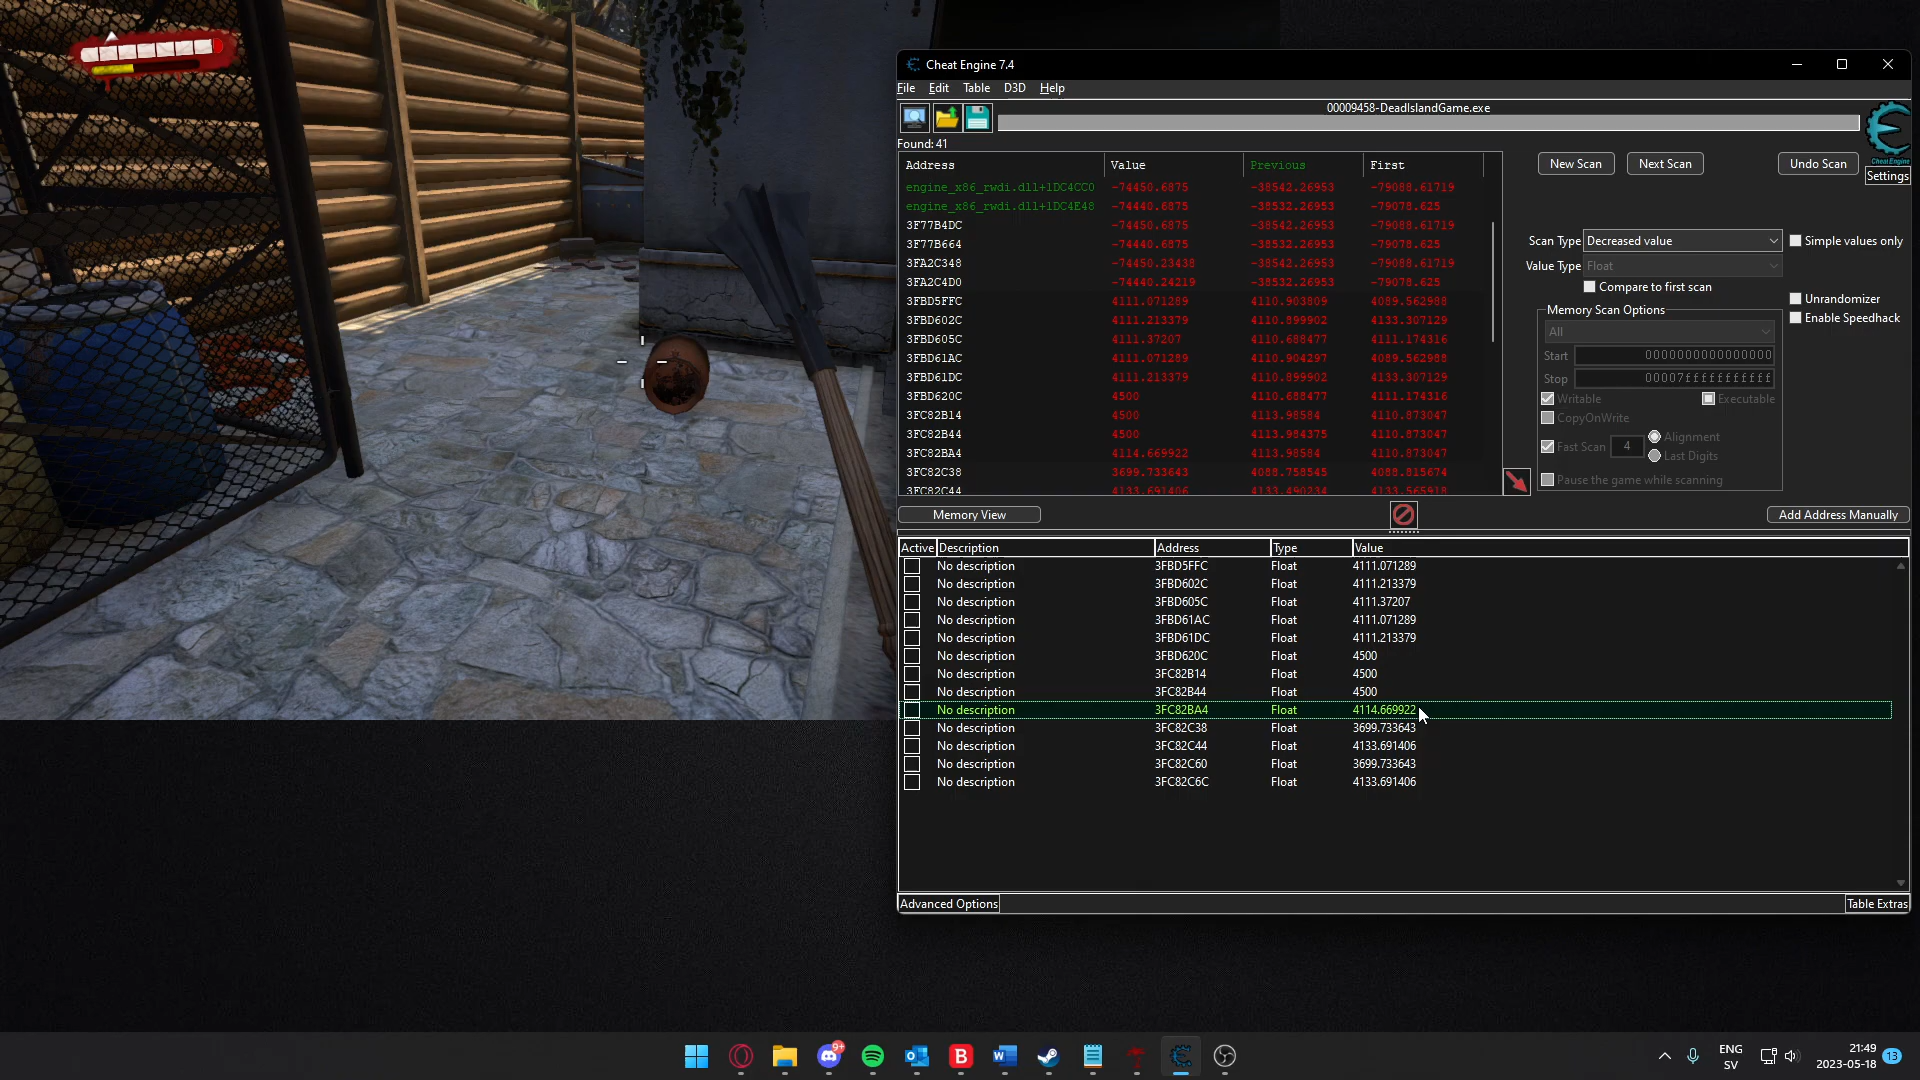 Cheat Engine 7.4
File Edit Table D3D Help
00009458-DeadIslandGame.exe
Found: 41
Address Value Previous First
engine_x86_rwdi.dll+1DC4CC0 -74450.6875 -38542.26953 -79088.61719
engine_x86_rwdi.dll+1DC4E48 -74440.6875 -38532.26953 -79078.625
3F77B4DC -74450.6875 -38542.26953 -79088.61719
3F77B664 -74440.6875 -38532.26953 -79078.625
3FA2C348 -74450.23438 -38542.26953 -79088.61719
3FA2C4D0 -74440.24219 -38532.26953 -79078.625
3FBD5FFC 4111.071289 4110.903809 4089.562988
3FBD602C 4111.213379 4110.899902 4133.307129
3FBD605C 4111.37207 4110.688477 4111.174316
3FBD61AC 4111.071289 4110.904297 4089.562988
3FBD61DC 4111.213379 4110.899902 4133.307129
3FBD620C 4500 4110.688477 4111.174316
3FC82B14 4500 4113.98584 4110.873047
3FC82B44 4500 4113.984375 4110.873047
3FC82BA4 4114.669922 4113.98584 4110.873047
3FC82C38 3699.733643 4088.758545 4088.815674
3FC82C44 4133.691406 4133.490234 4133.565918
New Scan Next Scan Undo Scan
Cheat Engine
Settings
Scan Type Decreased value Simple values only
Value Type Float
Compare to first scan
Unrandomizer
Enable Speedhack
Memory Scan Options
All
Start 0000000000000000
Stop 00007fffffffffff
Writable Executable
CopyOnWrite
Fast Scan 4 Alignment
Last Digits
Pause the game while scanning
Memory View Add Address Manually
Active Description Address Type Value
No description 3FBD5FFC Float 4111.071289
No description 3FBD602C Float 4111.213379
No description 3FBD605C Float 4111.37207
No description 3FBD61AC Float 4111.071289
No description 3FBD61DC Float 4111.213379
No description 3FBD620C Float 4500
No description 3FC82B14 Float 4500
No description 3FC82B44 Float 4500
No description 3FC82BA4 Float 4114.669922
No description 3FC82C38 Float 3699.733643
No description 3FC82C44 Float 4133.691406
No description 3FC82C60 Float 3699.733643
No description 3FC82C6C Float 4133.691406
Advanced Options Table Extras
9+
B
W
ENG
SV
21:49
2023-05-18
13